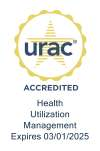 urac
ACCREDITED
Health
Utilization
Management
Expires 03/01/2025